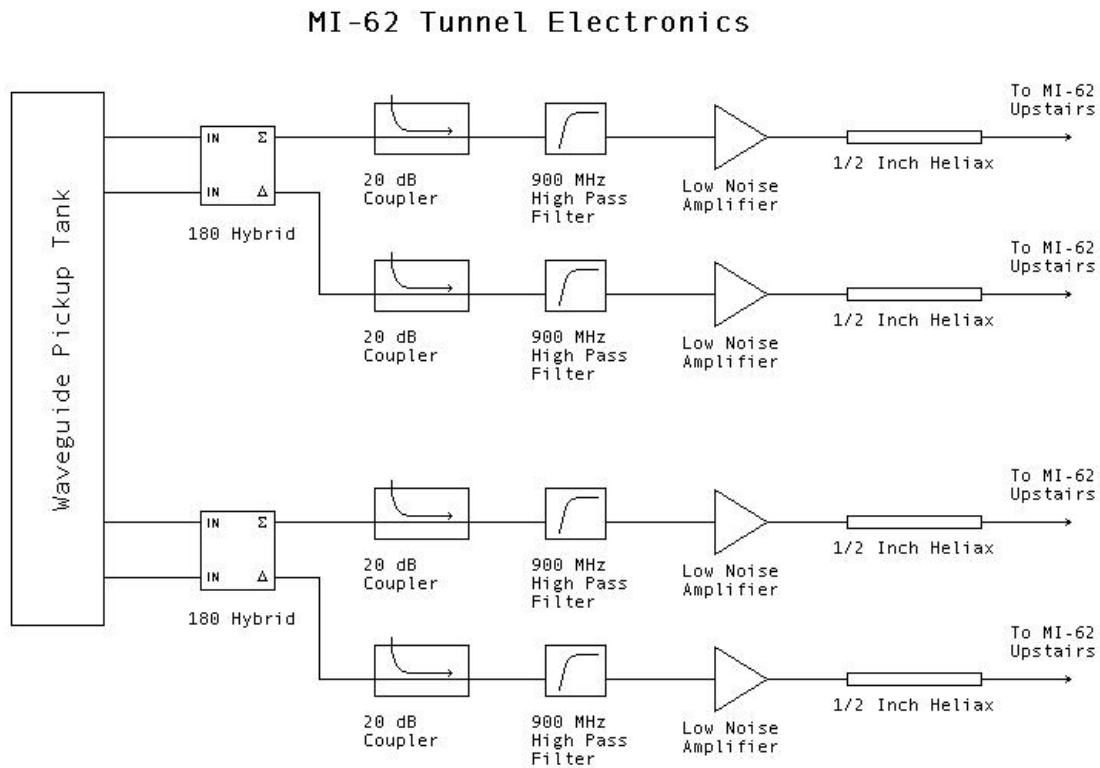 MI-62 Tunnel Electronics
Waveguide Pickup Tank
To MI-62
Upstairs
IN Σ
IN Δ
180 Hybrid
20 dB
Coupler
900 MHz
High Pass
Filter
Low Noise
Amplifier
1/2 Inch Heliax
To MI-62
Upstairs
20 dB
Coupler
900 MHz
High Pass
Filter
Low Noise
Amplifier
1/2 Inch Heliax
To MI-62
Upstairs
IN Σ
IN Δ
180 Hybrid
20 dB
Coupler
900 MHz
High Pass
Filter
Low Noise
Amplifier
1/2 Inch Heliax
To MI-62
Upstairs
20 dB
Coupler
900 MHz
High Pass
Filter
Low Noise
Amplifier
1/2 Inch Heliax